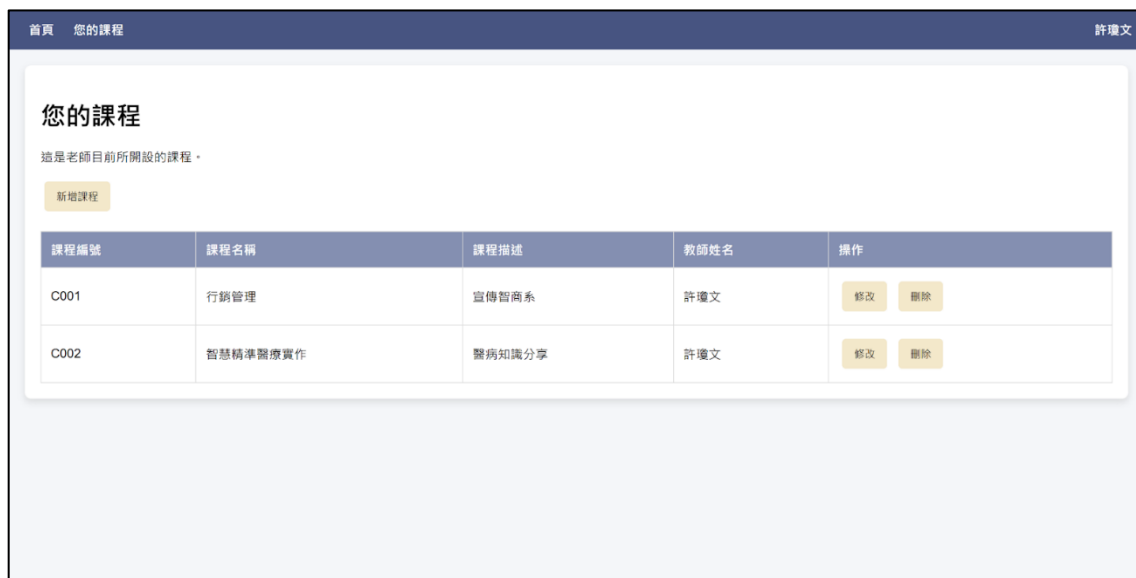 首頁 您的課程 許瓊文
您的課程
這是老師目前所開設的課程。
新增課程
課程編號 課程名稱 課程描述 教師姓名 操作
C001 行銷管理 宣傳智商系 許瓊文 修改 刪除
C002 智慧精準醫療實作 醫病知識分享 許瓊文 修改 刪除